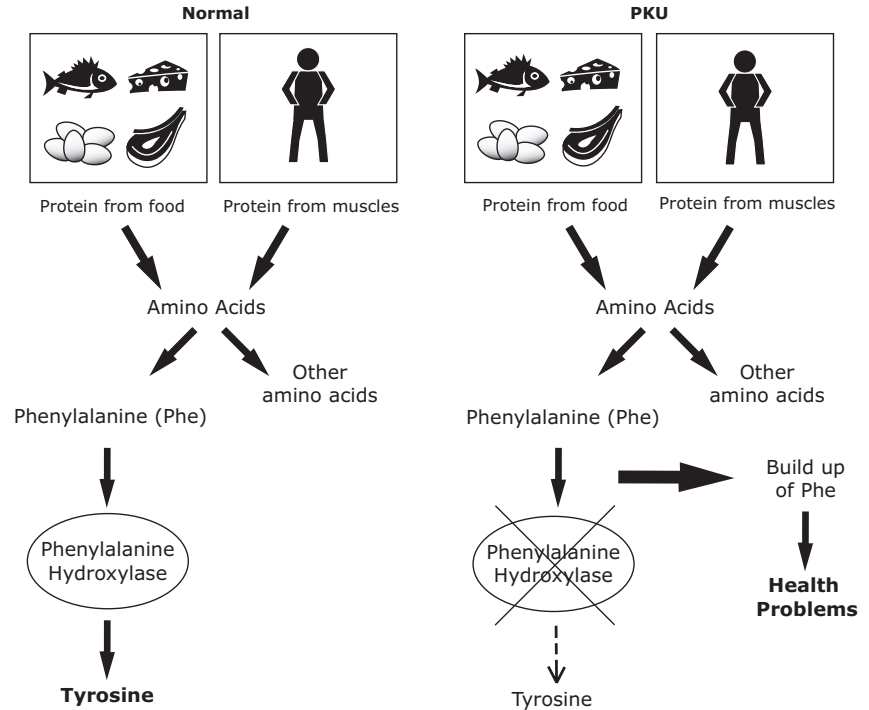 Normal
Protein from food
Protein from muscles
Amino Acids
Other
amino acids
Phenylalanine (Phe)
Phenylalanine
Hydroxylase
Tyrosine
PKU
Protein from food
Protein from muscles
Amino Acids
Other
amino acids
Phenylalanine (Phe)
Build up
of Phe
Phenylalanine
Hydroxylase
Health
Problems
Tyrosine